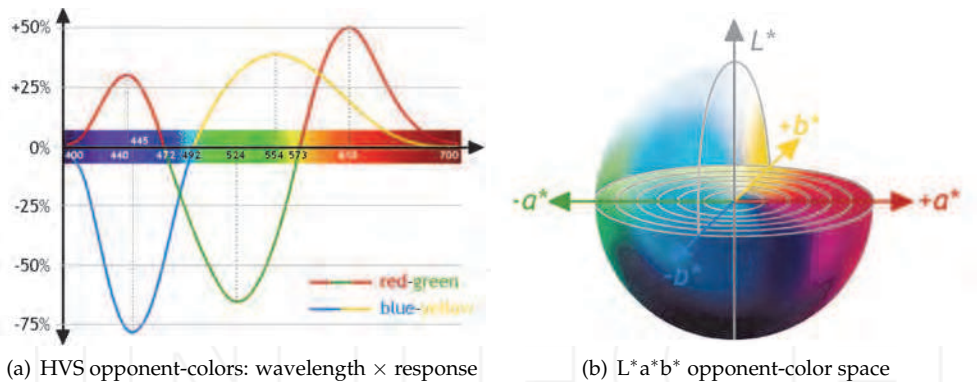 +50%
+25%
0%
-25%
-50%
-75%
445
400 440 472 492 524 554 573 610 700
red-green
blue-yellow
(a) HVS opponent-colors: wavelength × response
L*
+b*
-a*
+a*
-b*
(b) L*a*b* opponent-color space